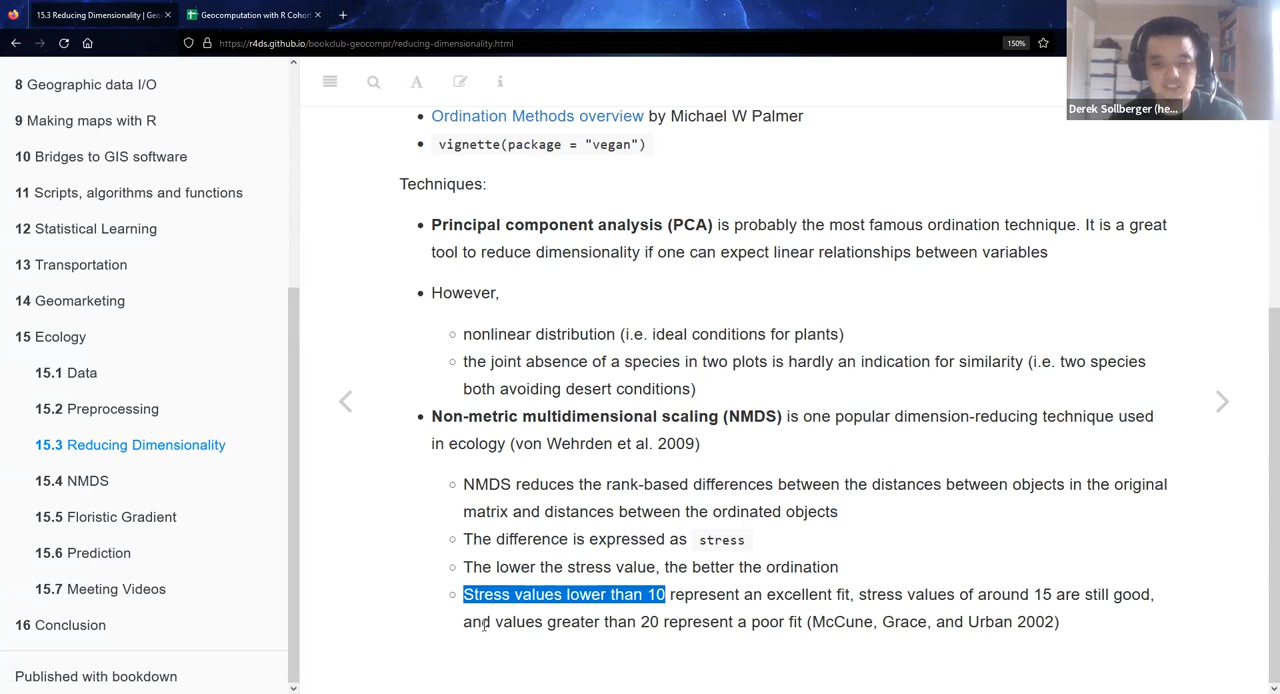 15.3 Reducing Dimensionality | Geo
Geocomputation with R Cohort
https://r4ds.github.io/bookclub-geocompr/reducing-dimensionality.html
150%
Derek Sollberger (he...
8 Geographic data I/O
9 Making maps with R
10 Bridges to GIS software
11 Scripts, algorithms and functions
12 Statistical Learning
13 Transportation
14 Geomarketing
15 Ecology
15.1 Data
15.2 Preprocessing
15.3 Reducing Dimensionality
15.4 NMDS
15.5 Floristic Gradient
15.6 Prediction
15.7 Meeting Videos
16 Conclusion
Published with bookdown
Ordination Methods overview by Michael W Palmer
vignette(package = "vegan")
Techniques:
Principal component analysis (PCA) is probably the most famous ordination technique. It is a great
tool to reduce dimensionality if one can expect linear relationships between variables
However,
nonlinear distribution (i.e. ideal conditions for plants)
the joint absence of a species in two plots is hardly an indication for similarity (i.e. two species
both avoiding desert conditions)
Non-metric multidimensional scaling (NMDS) is one popular dimension-reducing technique used
in ecology (von Wehrden et al. 2009)
NMDS reduces the rank-based differences between the distances between objects in the original
matrix and distances between the ordinated objects
The difference is expressed as stress
The lower the stress value, the better the ordination
Stress values lower than 10 represent an excellent fit, stress values of around 15 are still good,
and values greater than 20 represent a poor fit (McCune, Grace, and Urban 2002)